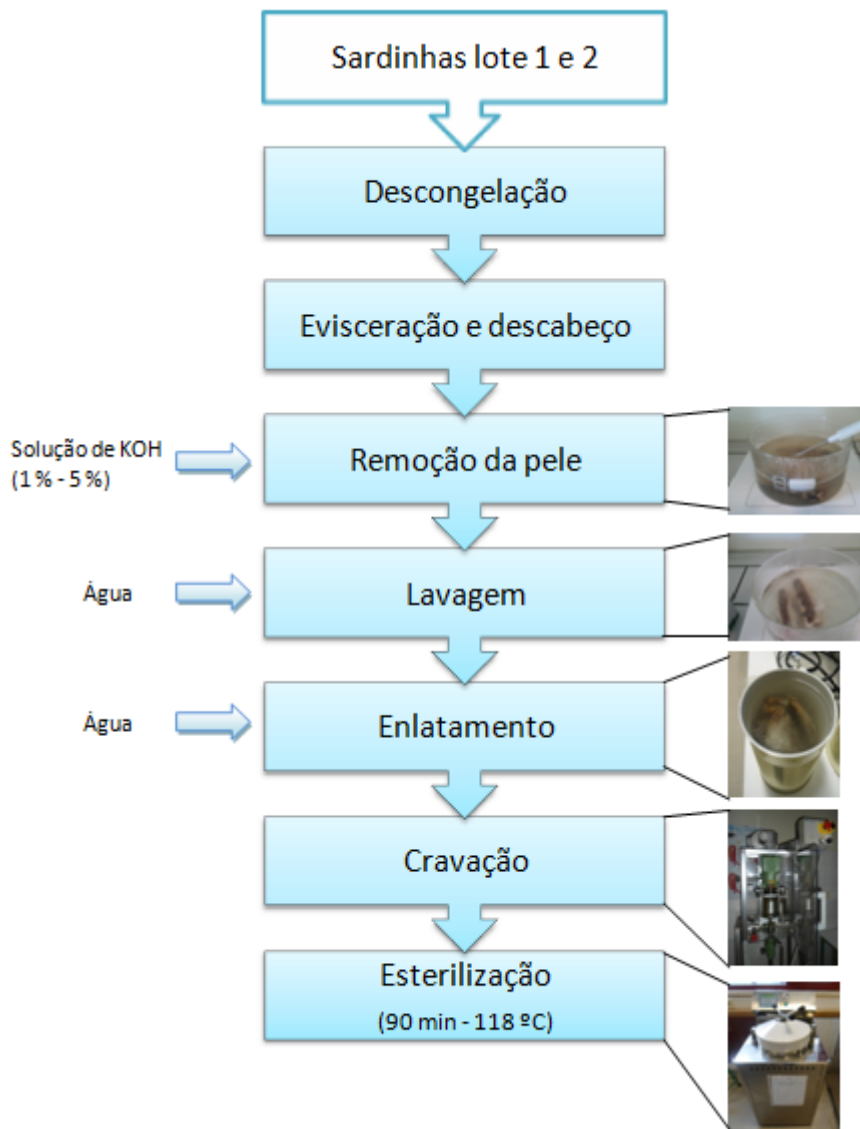 Sardinhas lote 1 e 2
Descongelação
Evisceração e descabeço
Solução de KOH
(1% - 5%)
Remoção da pele
Água
Lavagem
Água
Enlatamento
Cravação
Esterilização
(90 min - 118 ºC)